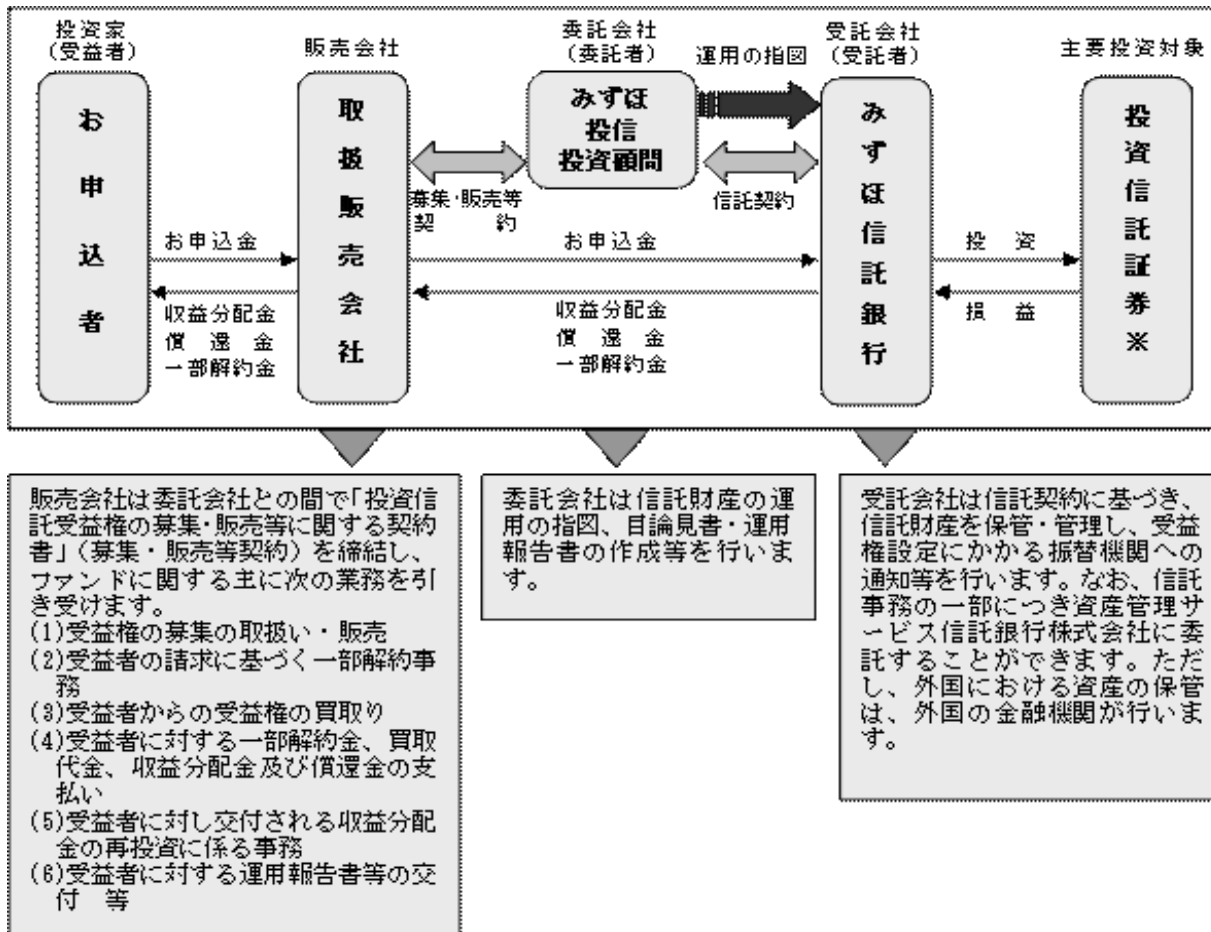 投資家
(受益者)
販売会社
委託会社
(委託者)
運用の指図
受託会社
(受託者)
主要投資対象
お申込者
取扱販売会社
みずほ
投信
投資顧問
みずほ信託銀行
投資信託証券※
募集・販売等
契　約
信託契約
お申込金
お申込金
投　資
収益分配金
償　還　金
一部解約金
収益分配金
償　還　金
一部解約金
損　益
販売会社は委託会社との間で「投資信
託受益権の募集・販売等に関する契約
書」(募集・販売等契約)を締結し、
ファンドに関する主に次の業務を引
き受けます。
(1)受益権の募集の取扱い・販売
(2)受益者の請求に基づく一部解約事
務
(3)受益者からの受益権の買取り
(4)受益者に対する一部解約金、買取
代金、収益分配金及び償還金の支
払い
(5)受益者に対し交付される収益分配
金の再投資に係る事務
(6)受益者に対する運用報告書等の交
付　等
委託会社は信託財産の運
用の指図、目論見書・運用
報告書の作成等を行いま
す。
受託会社は信託契約に基づき、
信託財産を保管・管理し、受益
権設定にかかる振替機関への
通知等を行います。なお、信託
事務の一部につき資産管理サ
ービス信託銀行株式会社に委
託することができます。ただ
し、外国における資産の保管
は、外国の金融機関が行いま
す。